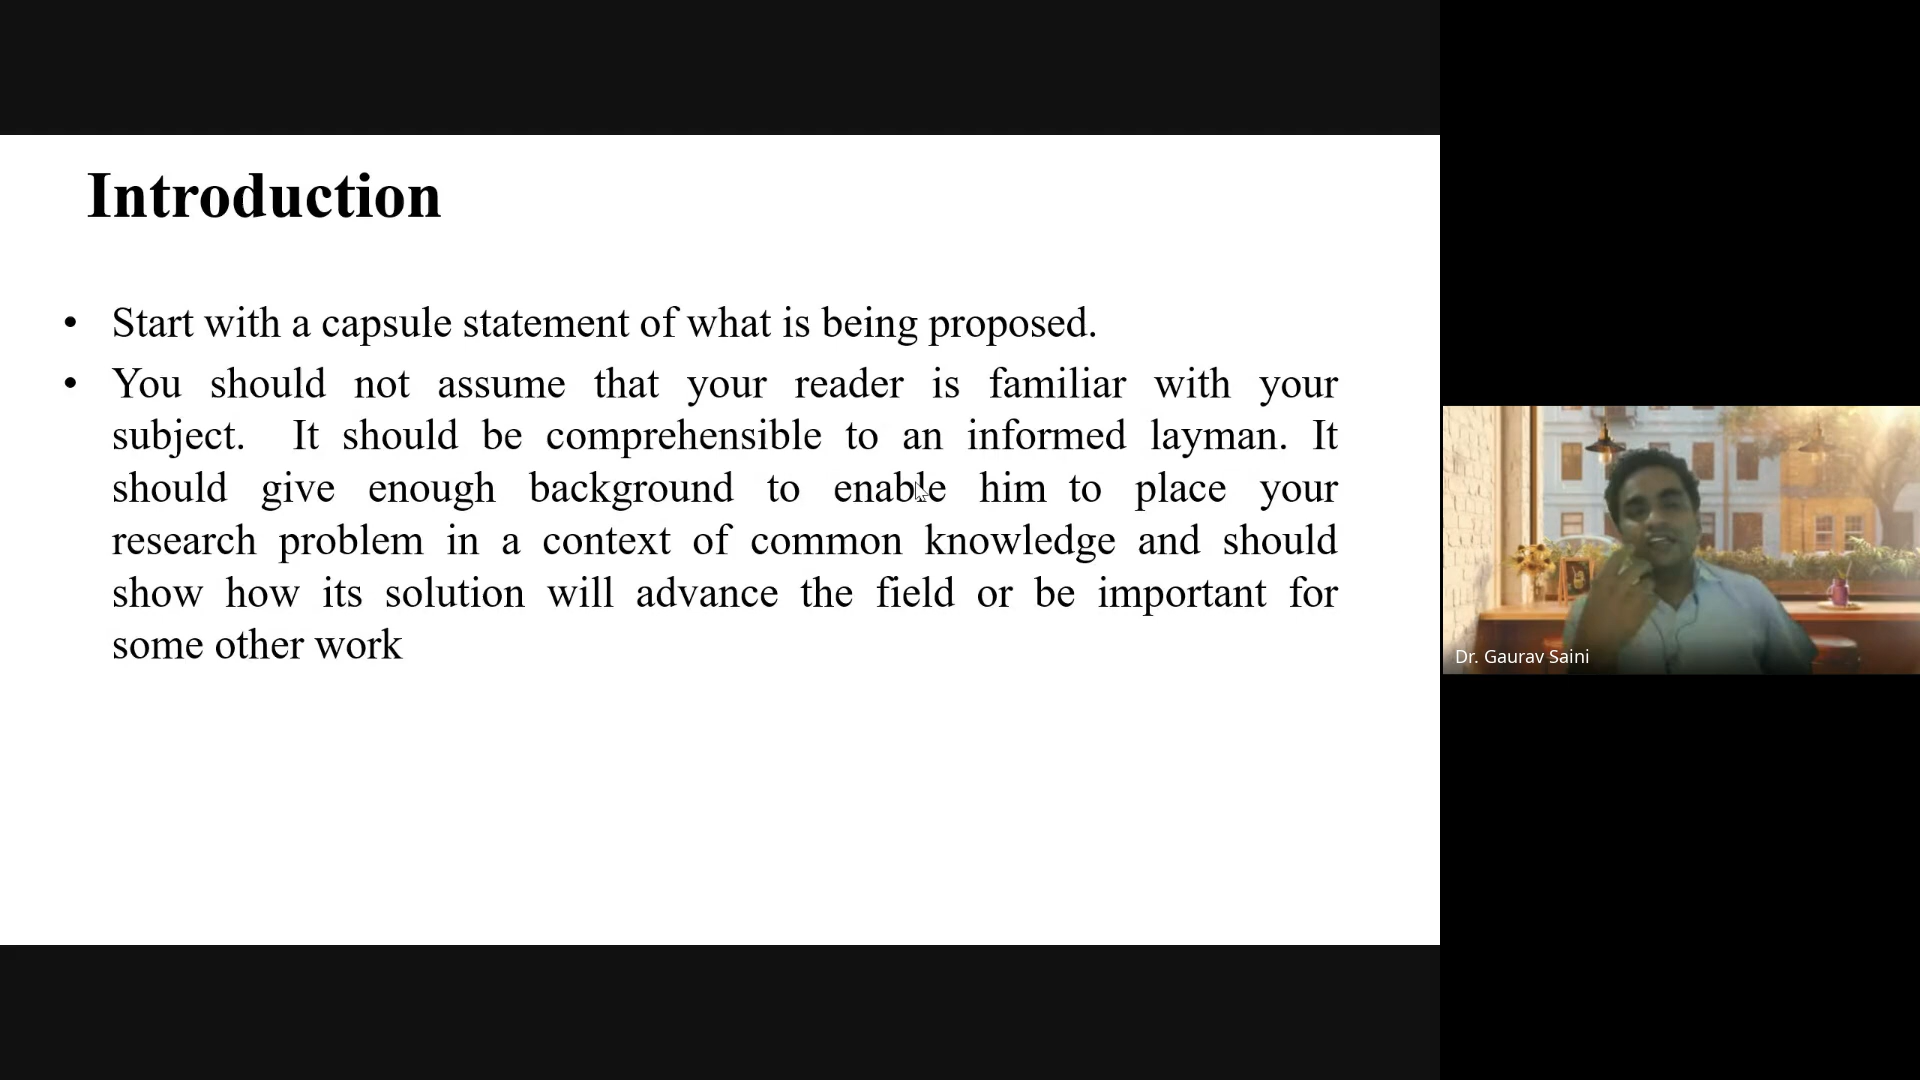 Introduction
• Start with a capsule statement of what is being proposed.
• You should not assume that your reader is familiar with your
subject. It should be comprehensible to an informed layman. It
should give enough background to enable him to place your
research problem in a context of common knowledge and should
show how its solution will advance the field or be important for
some other work
Dr. Gaurav Saini